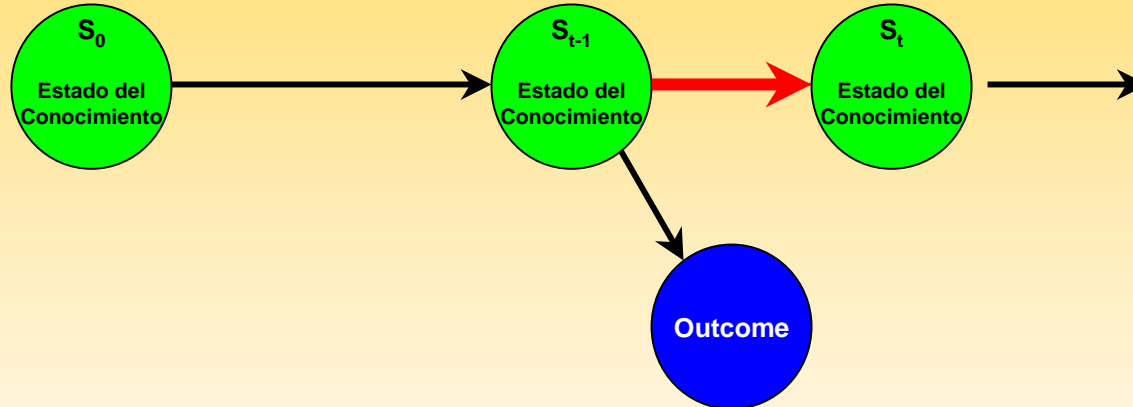 S₀
Estado del
Conocimiento
Sₜ₋₁
Estado del
Conocimiento
Sₜ
Estado del
Conocimiento
Outcome